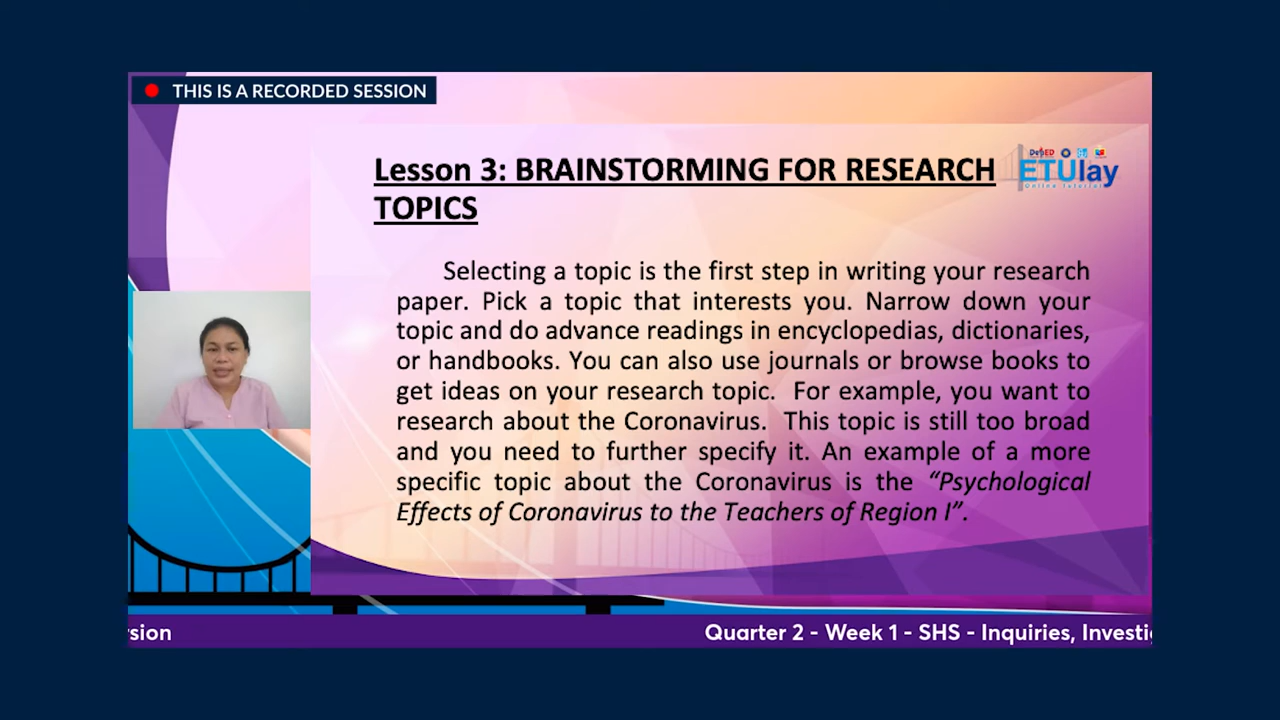 THIS IS A RECORDED SESSION
Lesson 3: BRAINSTORMING FOR RESEARCH
TOPICS
DepED
ETUlay
Online Tutorial
Selecting a topic is the first step in writing your research
paper. Pick a topic that interests you. Narrow down your
topic and do advance readings in encyclopedias, dictionaries,
or handbooks. You can also use journals or browse books to
get ideas on your research topic. For example, you want to
research about the Coronavirus. This topic is still too broad
and you need to further specify it. An example of a more
specific topic about the Coronavirus is the “Psychological
Effects of Coronavirus to the Teachers of Region I”.
rsion
Quarter 2 - Week 1 - SHS - Inquiries, Investig